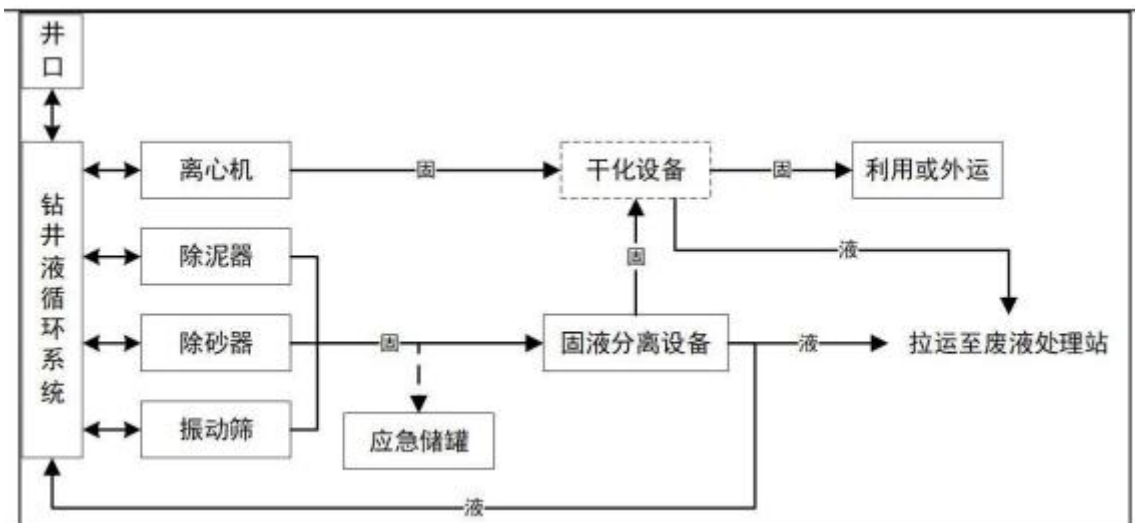 井口
钻井液循环系统
离心机
固
干化设备
固
利用或外运
除泥器
固
液
除砂器
固
固液分离设备
液
拉运至废液处理站
振动筛
应急储罐
液